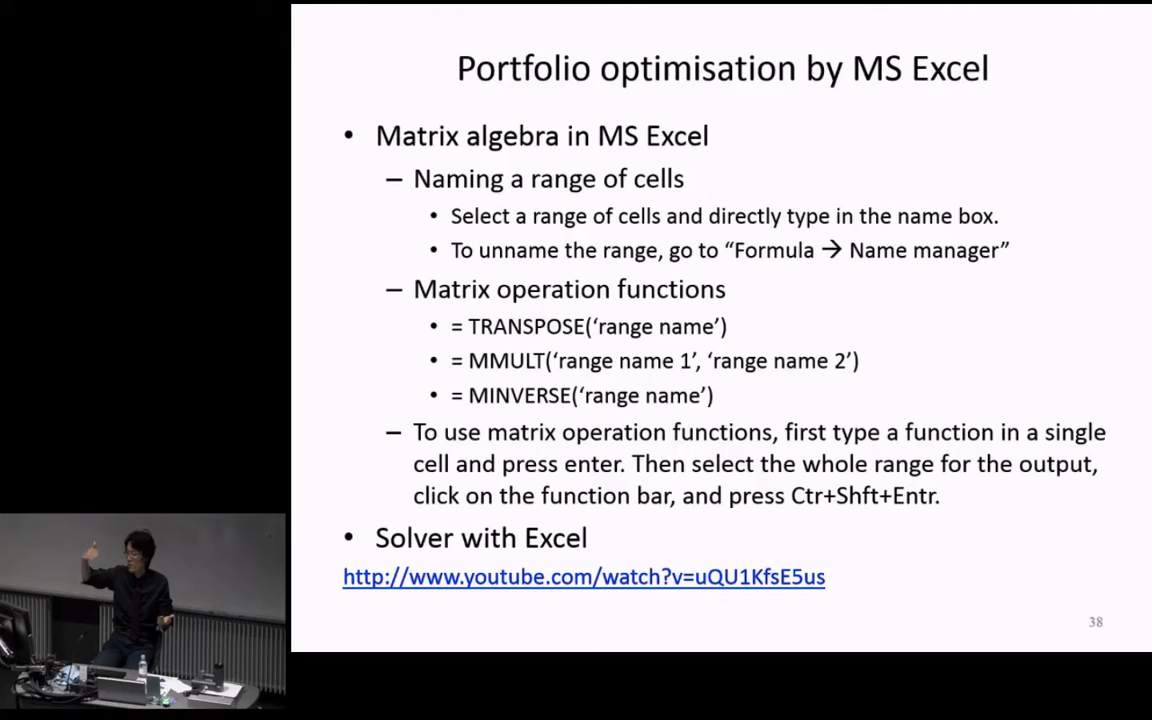 Portfolio optimisation by MS Excel
• Matrix algebra in MS Excel
– Naming a range of cells
• Select a range of cells and directly type in the name box.
• To unname the range, go to “Formula → Name manager”
– Matrix operation functions
• = TRANSPOSE(‘range name’)
• = MMULT(‘range name 1’, ‘range name 2’)
• = MINVERSE(‘range name’)
– To use matrix operation functions, first type a function in a single
cell and press enter. Then select the whole range for the output,
click on the function bar, and press Ctr+Shft+Entr.
• Solver with Excel
http://www.youtube.com/watch?v=uQU1KfsE5us
38